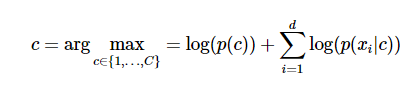 c = arg max_{c∈{1,...,C}} = log(p(c)) + ∑_{i=1}^{d} log(p(x_i|c))